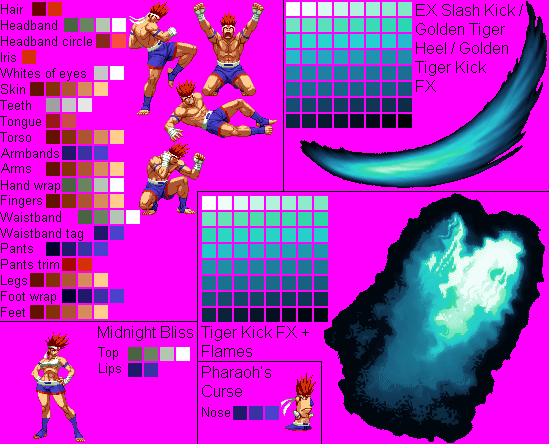 Hair
Headband
Headband circle
Iris
Whites of eyes
Skin
Teeth
Tongue
Torso
Armbands
Arms
Hand wrap
Fingers
Waistband
Waistband tag
Pants
Pants trim
Legs
Foot wrap
Feet
EX Slash Kick /
Golden Tiger
Heel / Golden
Tiger Kick
FX
Midnight Bliss
Top
Lips
Tiger Kick FX +
Flames
Pharaoh's
Curse
Nose